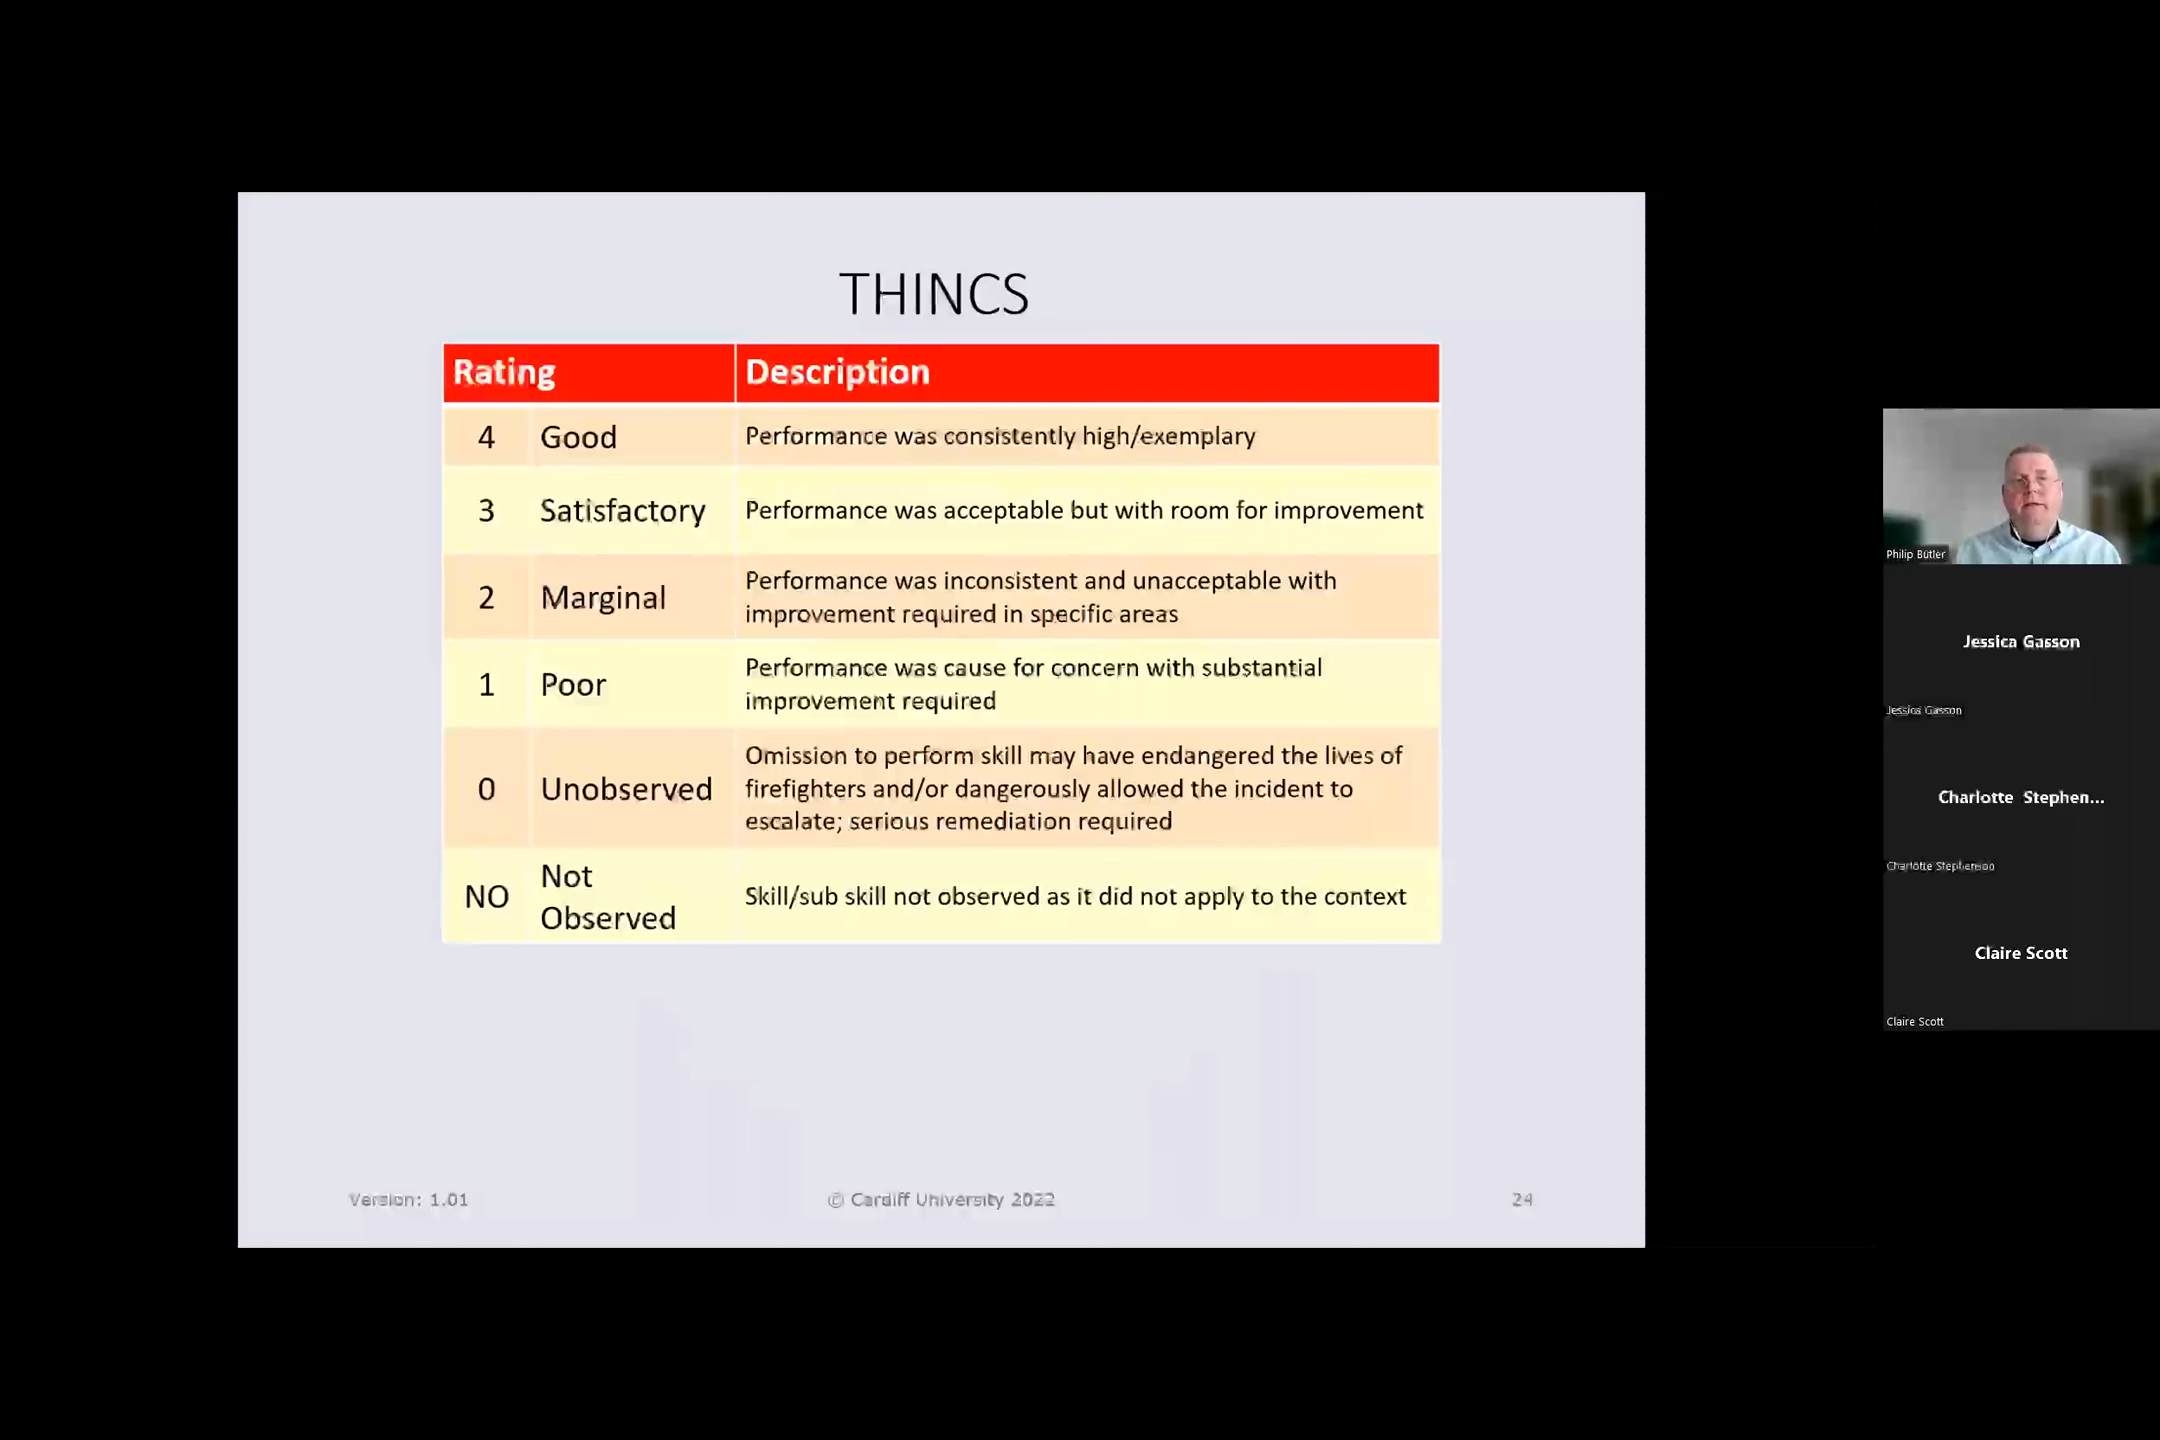 THINCS
Rating Description
4 Good Performance was consistently high/exemplary
3 Satisfactory Performance was acceptable but with room for improvement
2 Marginal Performance was inconsistent and unacceptable with
improvement required in specific areas
1 Poor Performance was cause for concern with substantial
improvement required
0 Unobserved Omission to perform skill may have endangered the lives of
firefighters and/or dangerously allowed the incident to
escalate; serious remediation required
NO Not
Observed Skill/sub skill not observed as it did not apply to the context
Version: 1.01 © Cardiff University 2022 24
Philip Butler
Jessica Gasson
Jessica Gasson
Charlotte Stephen...
Charlotte Stephenson
Claire Scott
Claire Scott